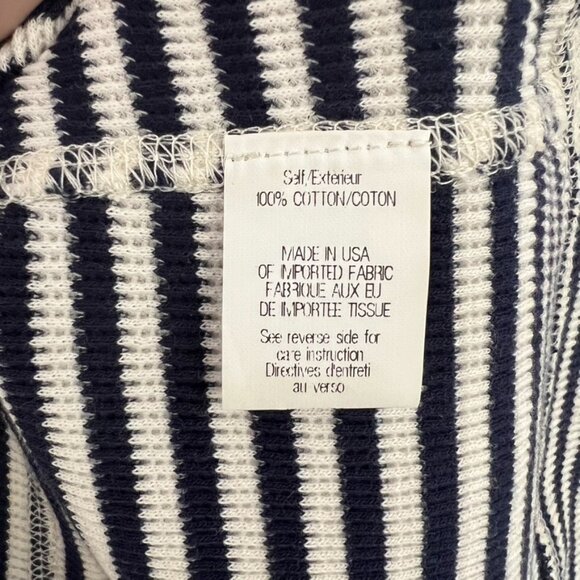 Self/Exterieur
100% COTTON/COTON
MADE IN USA
OF IMPORTED FABRIC
FABRIQUE AUX EU
DE IMPORTEE TISSUE
See reverse side for
care instruction
Directives d'entreti
au verso